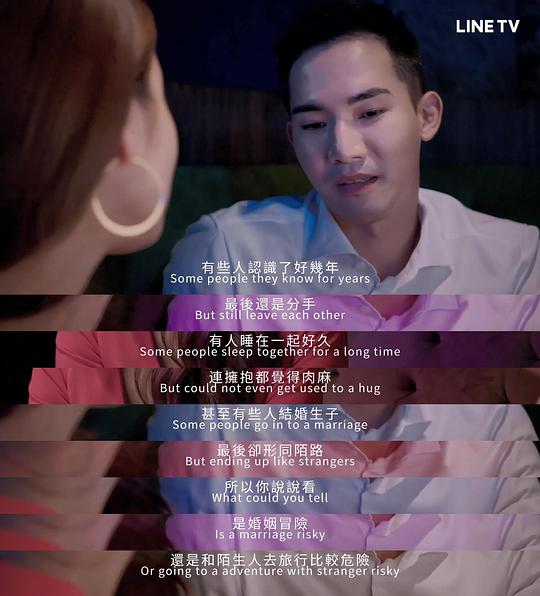 LINE TV
有些人認識了好幾年
Some people they know for years
最後還是分手
But still leave each other
有人睡在一起好久
Some people sleep together for a long time
連擁抱都覺得肉麻
But could not even get used to a hug
甚至有些人結婚生子
Some people go in to a marriage
最後卻形同陌路
But ending up like strangers
所以你說說看
What could you tell
是婚姻冒險
Is a marriage risky
還是和陌生人去旅行比較危險
Or going to a adventure with stranger risky